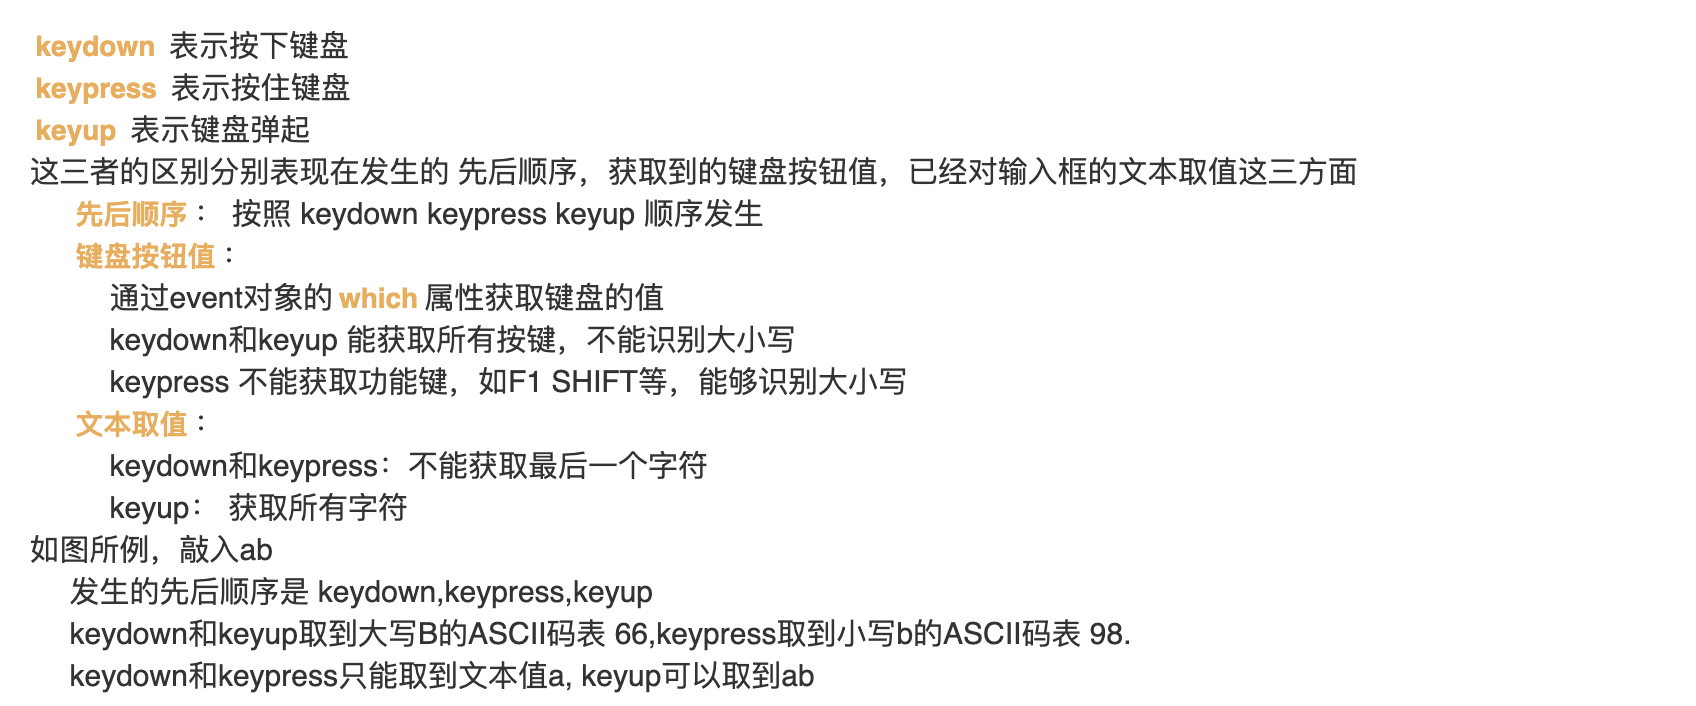 keydown 表示按下键盘
keypress 表示按住键盘
keyup 表示键盘弹起
这三者的区别分别表现在发生的 先后顺序，获取到的键盘按钮值，已经对输入框的文本取值这三方面
先后顺序： 按照 keydown keypress keyup 顺序发生
键盘按钮值：
通过event对象的 which 属性获取键盘的值
keydown和keyup 能获取所有按键，不能识别大小写
keypress 不能获取功能键，如F1 SHIFT等，能够识别大小写
文本取值：
keydown和keypress：不能获取最后一个字符
keyup： 获取所有字符
如图所例，敲入ab
发生的先后顺序是 keydown,keypress,keyup
keydown和keyup取到大写B的ASCII码表 66,keypress取到小写b的ASCII码表 98.
keydown和keypress只能取到文本值a, keyup可以取到ab